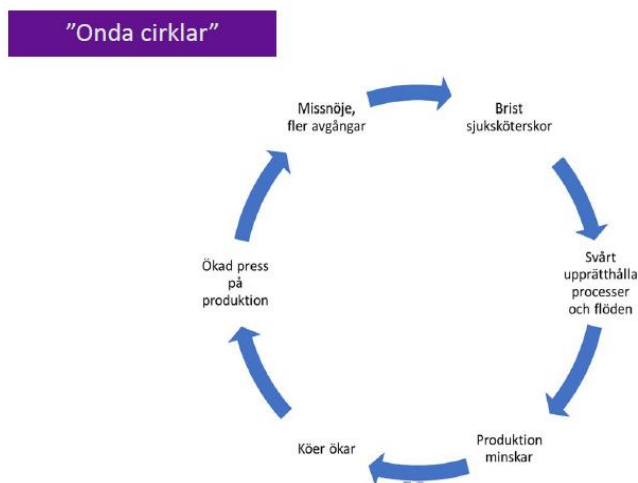 ”Onda cirklar”
Missnöje,
fler avgångar
Brist
sjuksköterskor
Svårt
upprätthålla
processer
och flöden
Produktion
minskar
Köer ökar
Ökad press
på
produktion